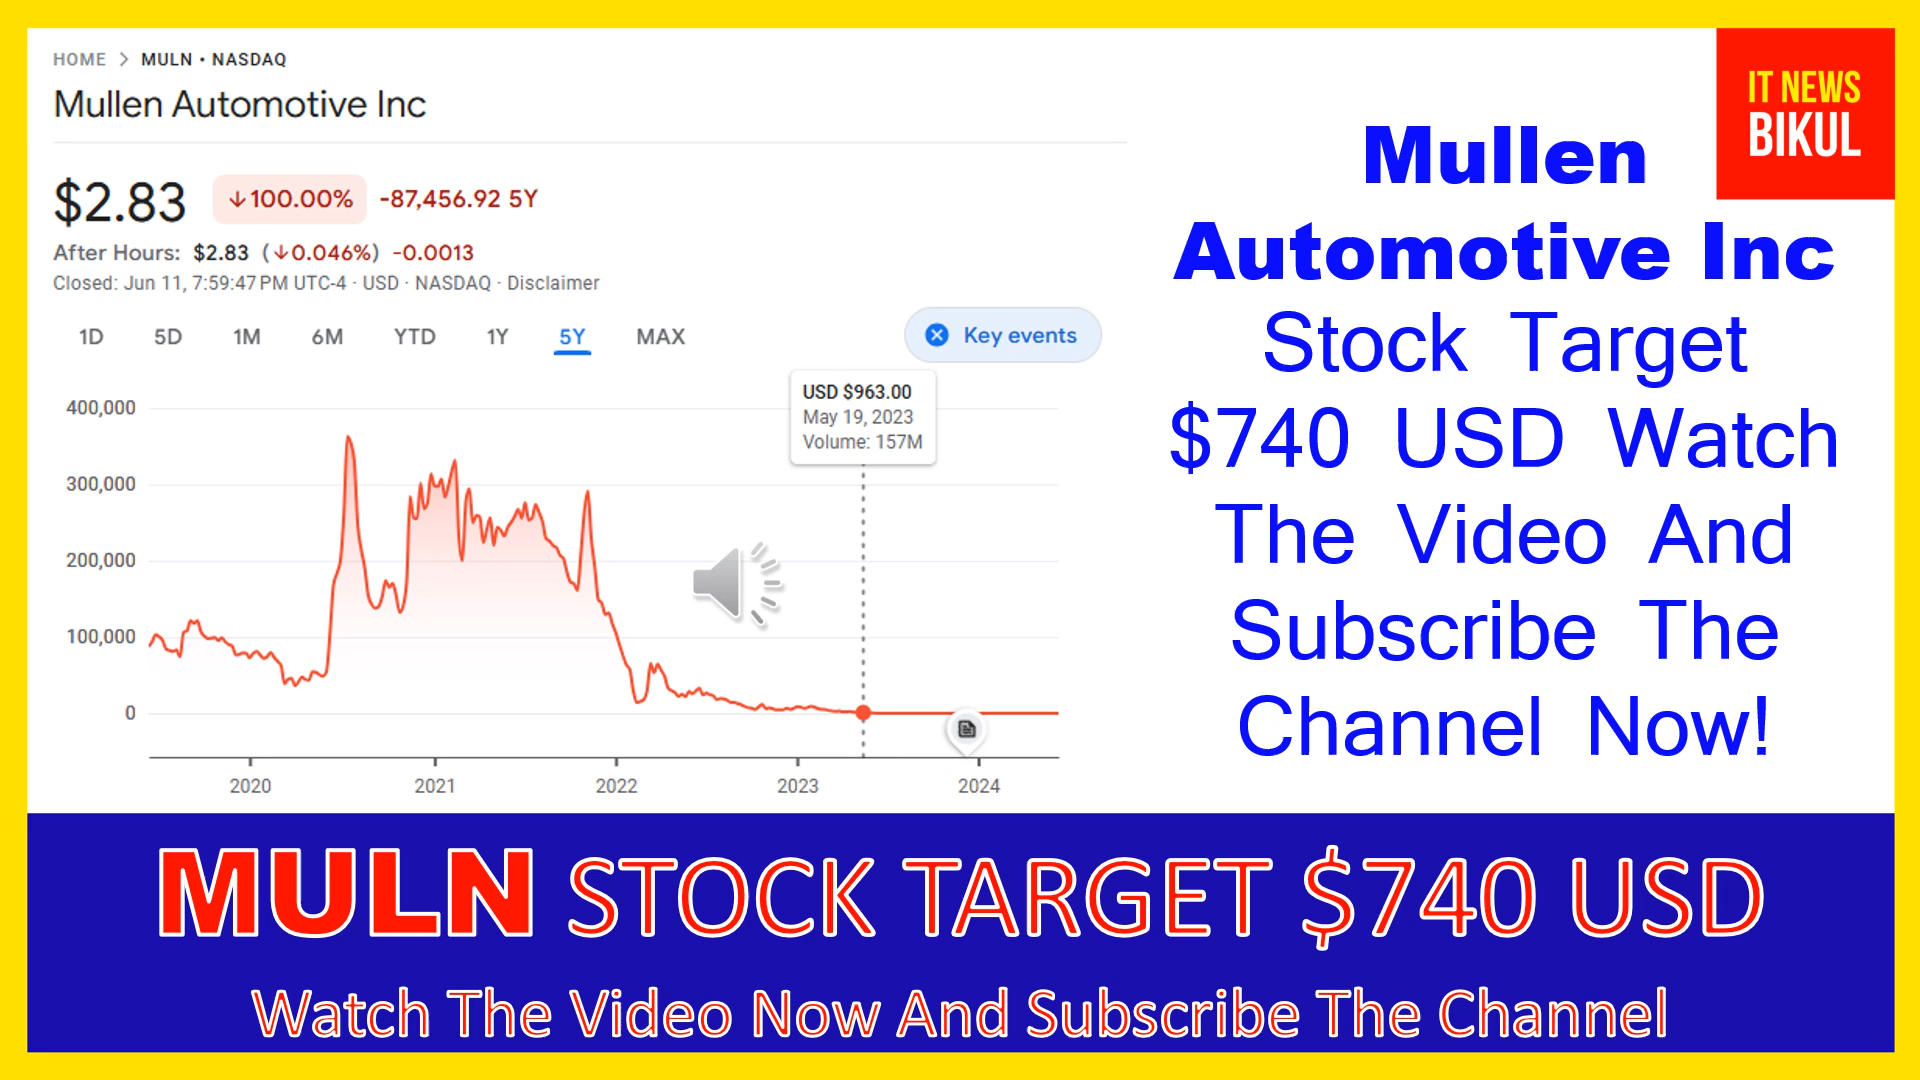 HOME > MULN • NASDAQ
Mullen Automotive Inc
$2.83 ↓100.00% -87,456.92 5Y
After Hours: $2.83 (↓0.046%) -0.0013
Closed: Jun 11, 7:59:47 PM UTC-4 · USD · NASDAQ · Disclaimer
1D 5D 1M 6M YTD 1Y 5Y MAX
Key events
USD $963.00
May 19, 2023
Volume: 157M
400,000
300,000
200,000
100,000
0
2020 2021 2022 2023 2024
IT NEWS
BIKUL
Mullen
Automotive Inc
Stock Target
$740 USD Watch
The Video And
Subscribe The
Channel Now!
MULN STOCK TARGET $740 USD
Watch The Video Now And Subscribe The Channel